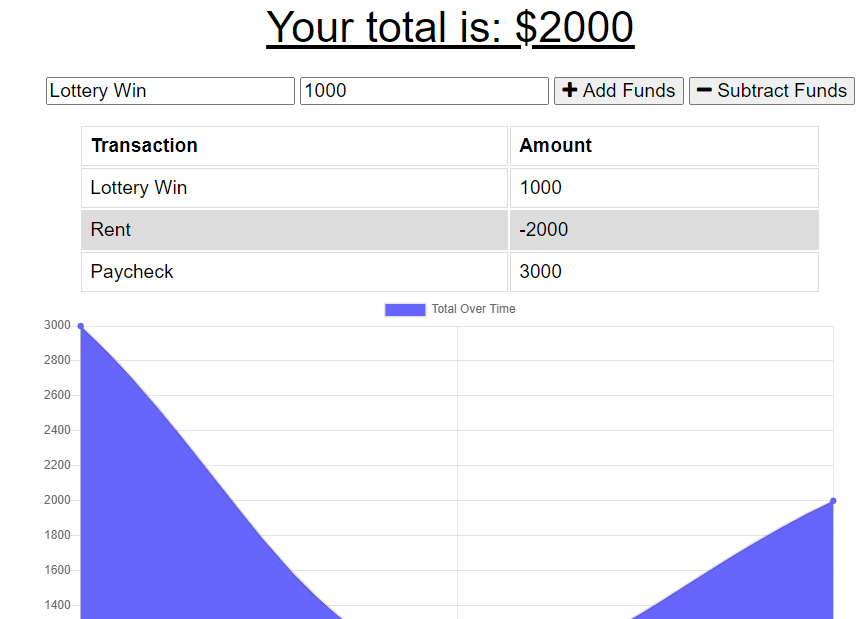 Your total is: $2000
Lottery Win 1000 Add Funds Subtract Funds
Transaction Amount
Lottery Win 1000
Rent -2000
Paycheck 3000
Total Over Time
3000
2800
2600
2400
2200
2000
1800
1600
1400